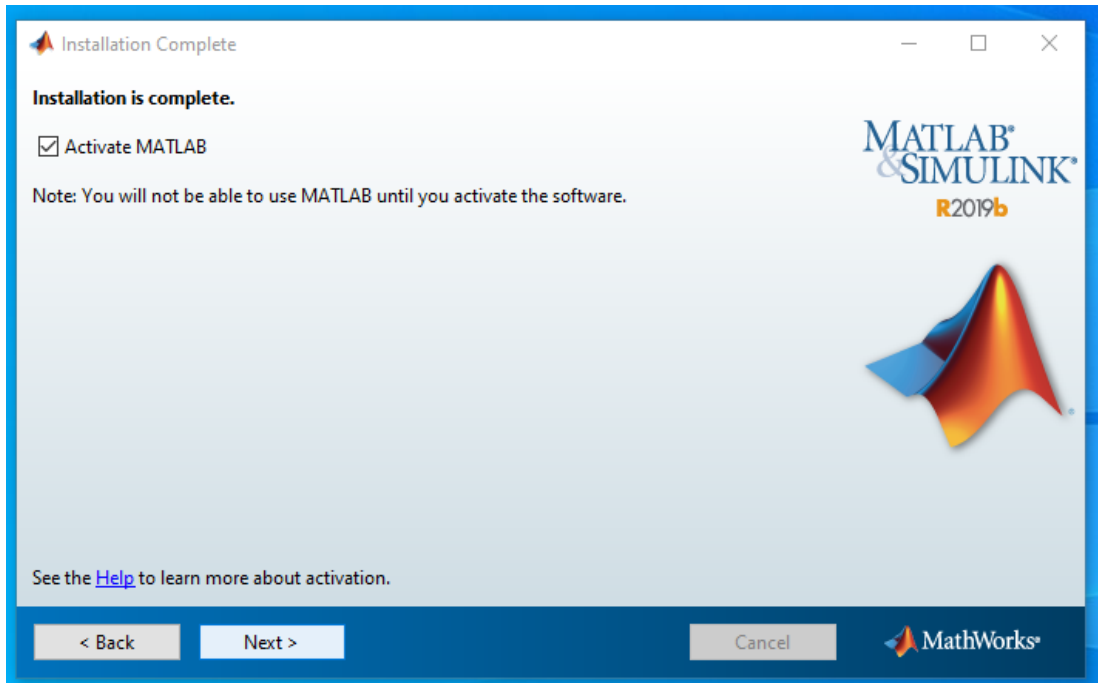 Installation Complete
Installation is complete.
Activate MATLAB
Note: You will not be able to use MATLAB until you activate the software.
MATLAB®
&SIMULINK®
R2019b
®
See the Help to learn more about activation.
< Back
Next >
Cancel
MathWorks®